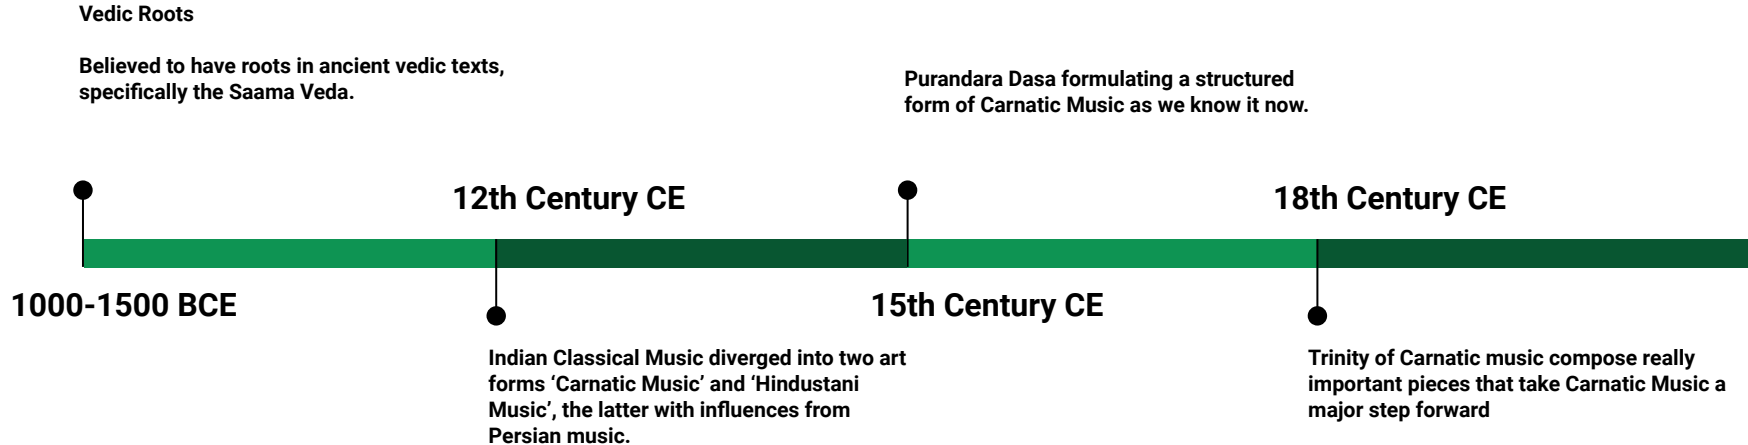 Vedic Roots
Believed to have roots in ancient vedic texts,
specifically the Saama Veda.
1000-1500 BCE
12th Century CE
Indian Classical Music diverged into two art
forms ‘Carnatic Music’ and ‘Hindustani
Music’, the latter with influences from
Persian music.
Purandara Dasa formulating a structured
form of Carnatic Music as we know it now.
15th Century CE
18th Century CE
Trinity of Carnatic music compose really
important pieces that take Carnatic Music a
major step forward